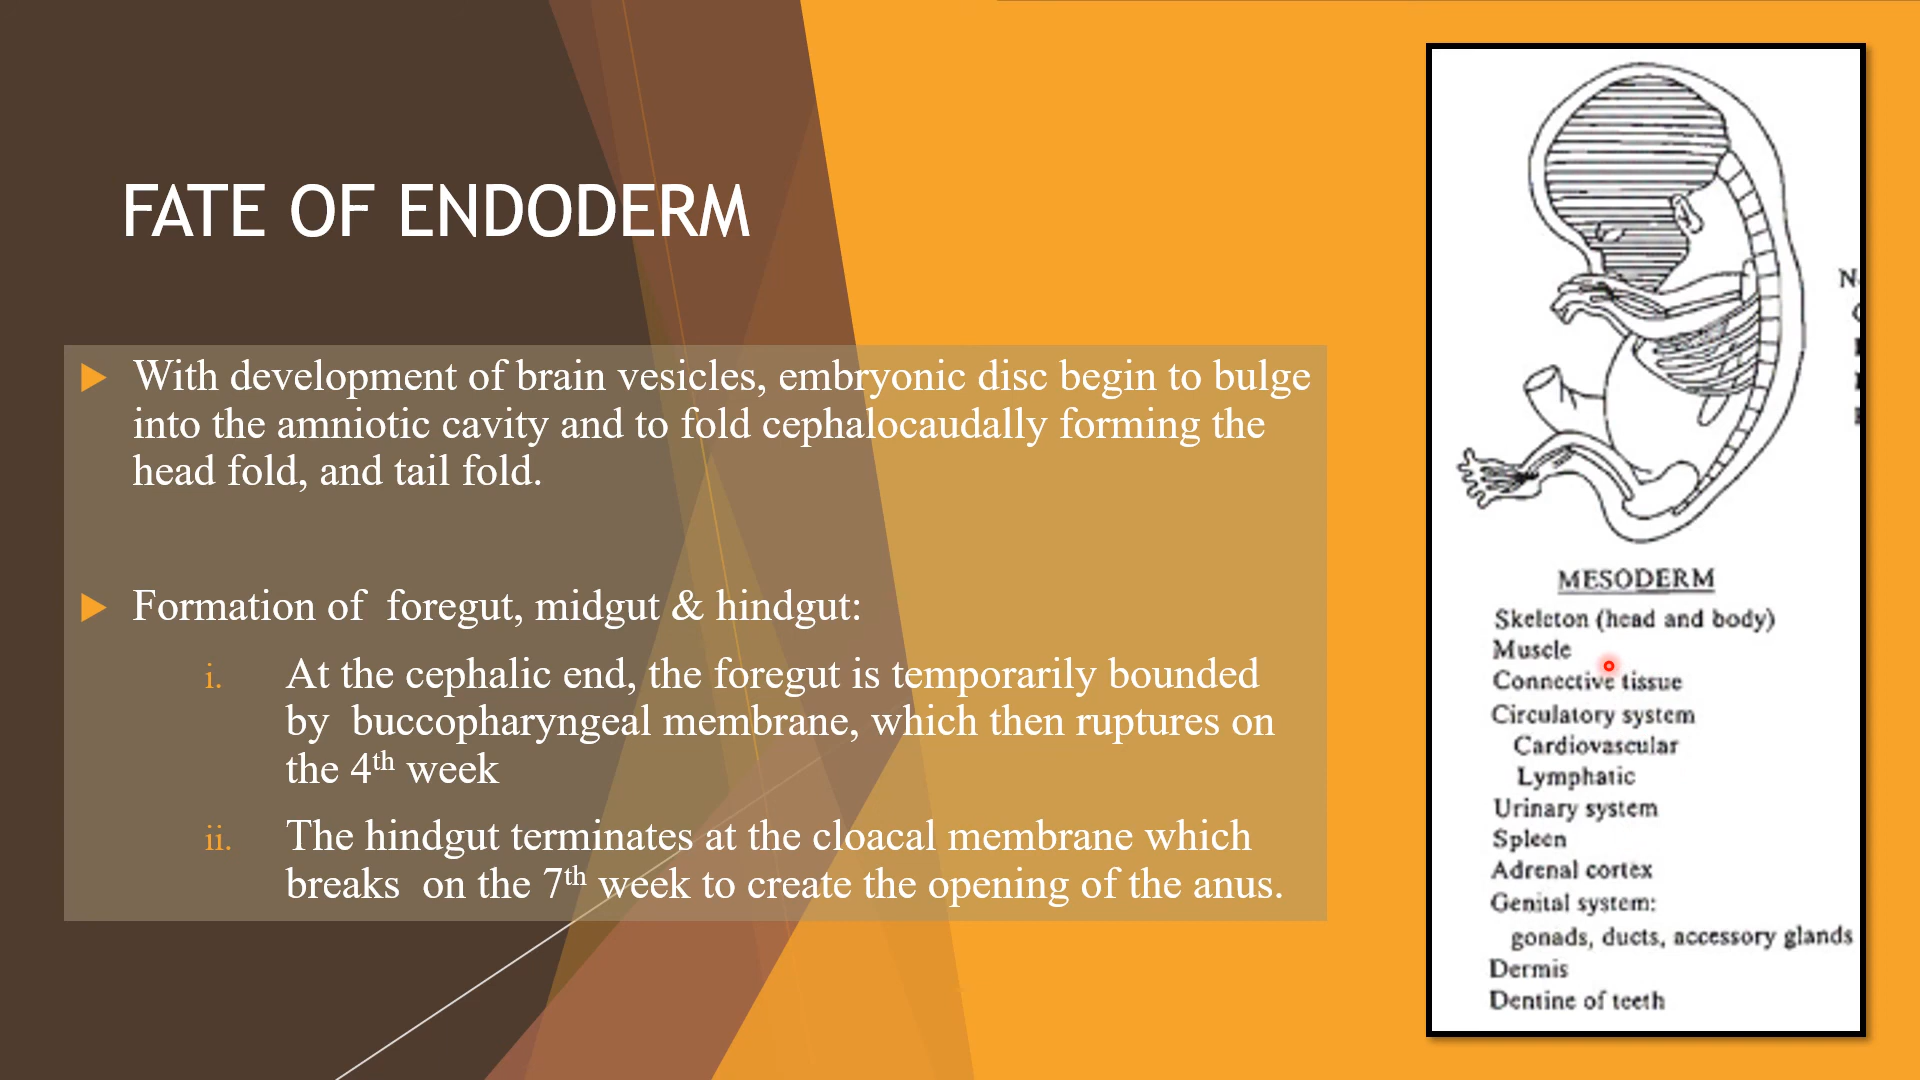 FATE OF ENDODERM
With development of brain vesicles, embryonic disc begin to bulge
into the amniotic cavity and to fold cephalocaudally forming the
head fold, and tail fold.
Formation of foregut, midgut & hindgut:
i. At the cephalic end, the foregut is temporarily bounded
by buccopharyngeal membrane, which then ruptures on
the 4th week
ii. The hindgut terminates at the cloacal membrane which
breaks on the 7th week to create the opening of the anus.
MESODERM
Skeleton (head and body)
Muscle
Connective tissue
Circulatory system
Cardiovascular
Lymphatic
Urinary system
Spleen
Adrenal cortex
Genital system:
gonads, ducts, accessory glands
Dermis
Dentine of teeth